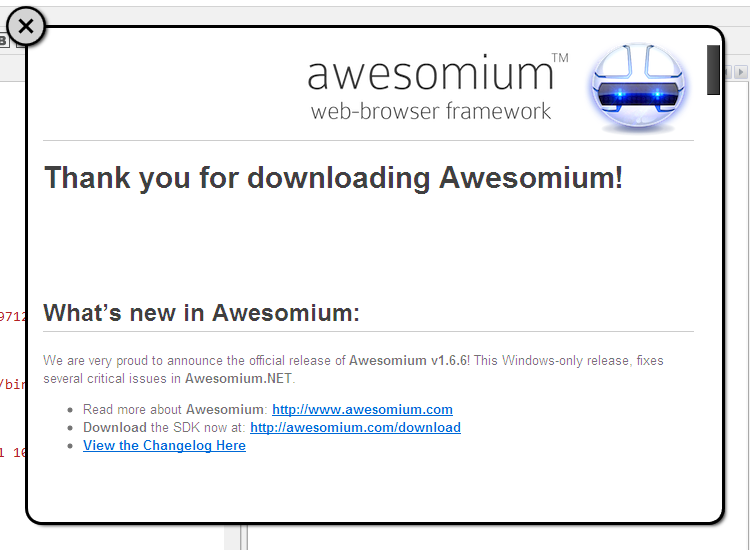 awesomium™
web-browser framework
Thank you for downloading Awesomium!
What's new in Awesomium:
We are very proud to announce the official release of Awesomium v1.6.6! This Windows-only release, fixes
several critical issues in Awesomium.NET.
Read more about Awesomium: http://www.awesomium.com
Download the SDK now at: http://awesomium.com/download
View the Changelog Here
9712
/bin